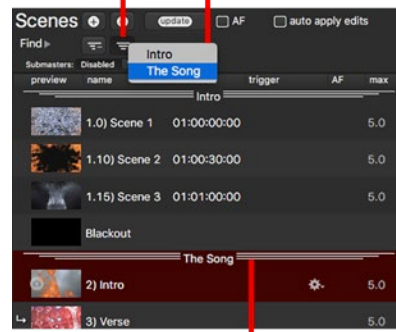 Scenes update AF auto apply edits
Find
Intro
The Song
Submasters: Disabled
preview name trigger AF max
Intro
1.0) Scene 1 01:00:00:00 5.0
1.10) Scene 2 01:00:30:00 5.0
1.15) Scene 3 01:01:00:00 5.0
Blackout
The Song
2) Intro 5.0
3) Verse 5.0